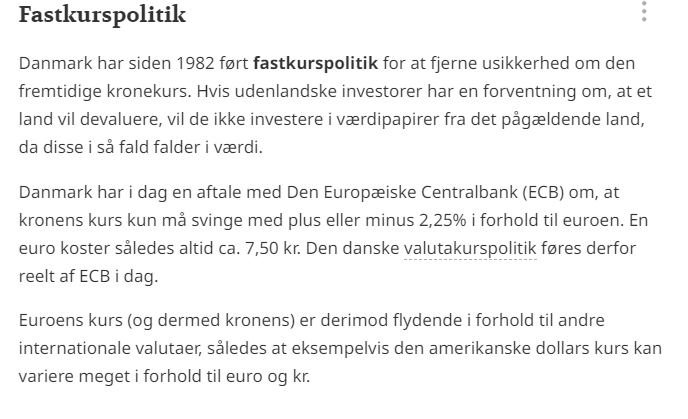 Fastkurspolitik
Danmark har siden 1982 ført fastkurspolitik for at fjerne usikkerhed om den
fremtidige kronekurs. Hvis udenlandske investorer har en forventning om, at et
land vil devaluere, vil de ikke investere i værdipapirer fra det pågældende land,
da disse i så fald falder i værdi.
Danmark har i dag en aftale med Den Europæiske Centralbank (ECB) om, at
kronens kurs kun må svinge med plus eller minus 2,25% i forhold til euroen. En
euro koster således altid ca. 7,50 kr. Den danske valutakurspolitik føres derfor
reelt af ECB i dag.
Euroens kurs (og dermed kronens) er derimod flydende i forhold til andre
internationale valutaer, således at eksempelvis den amerikanske dollars kurs kan
variere meget i forhold til euro og kr.